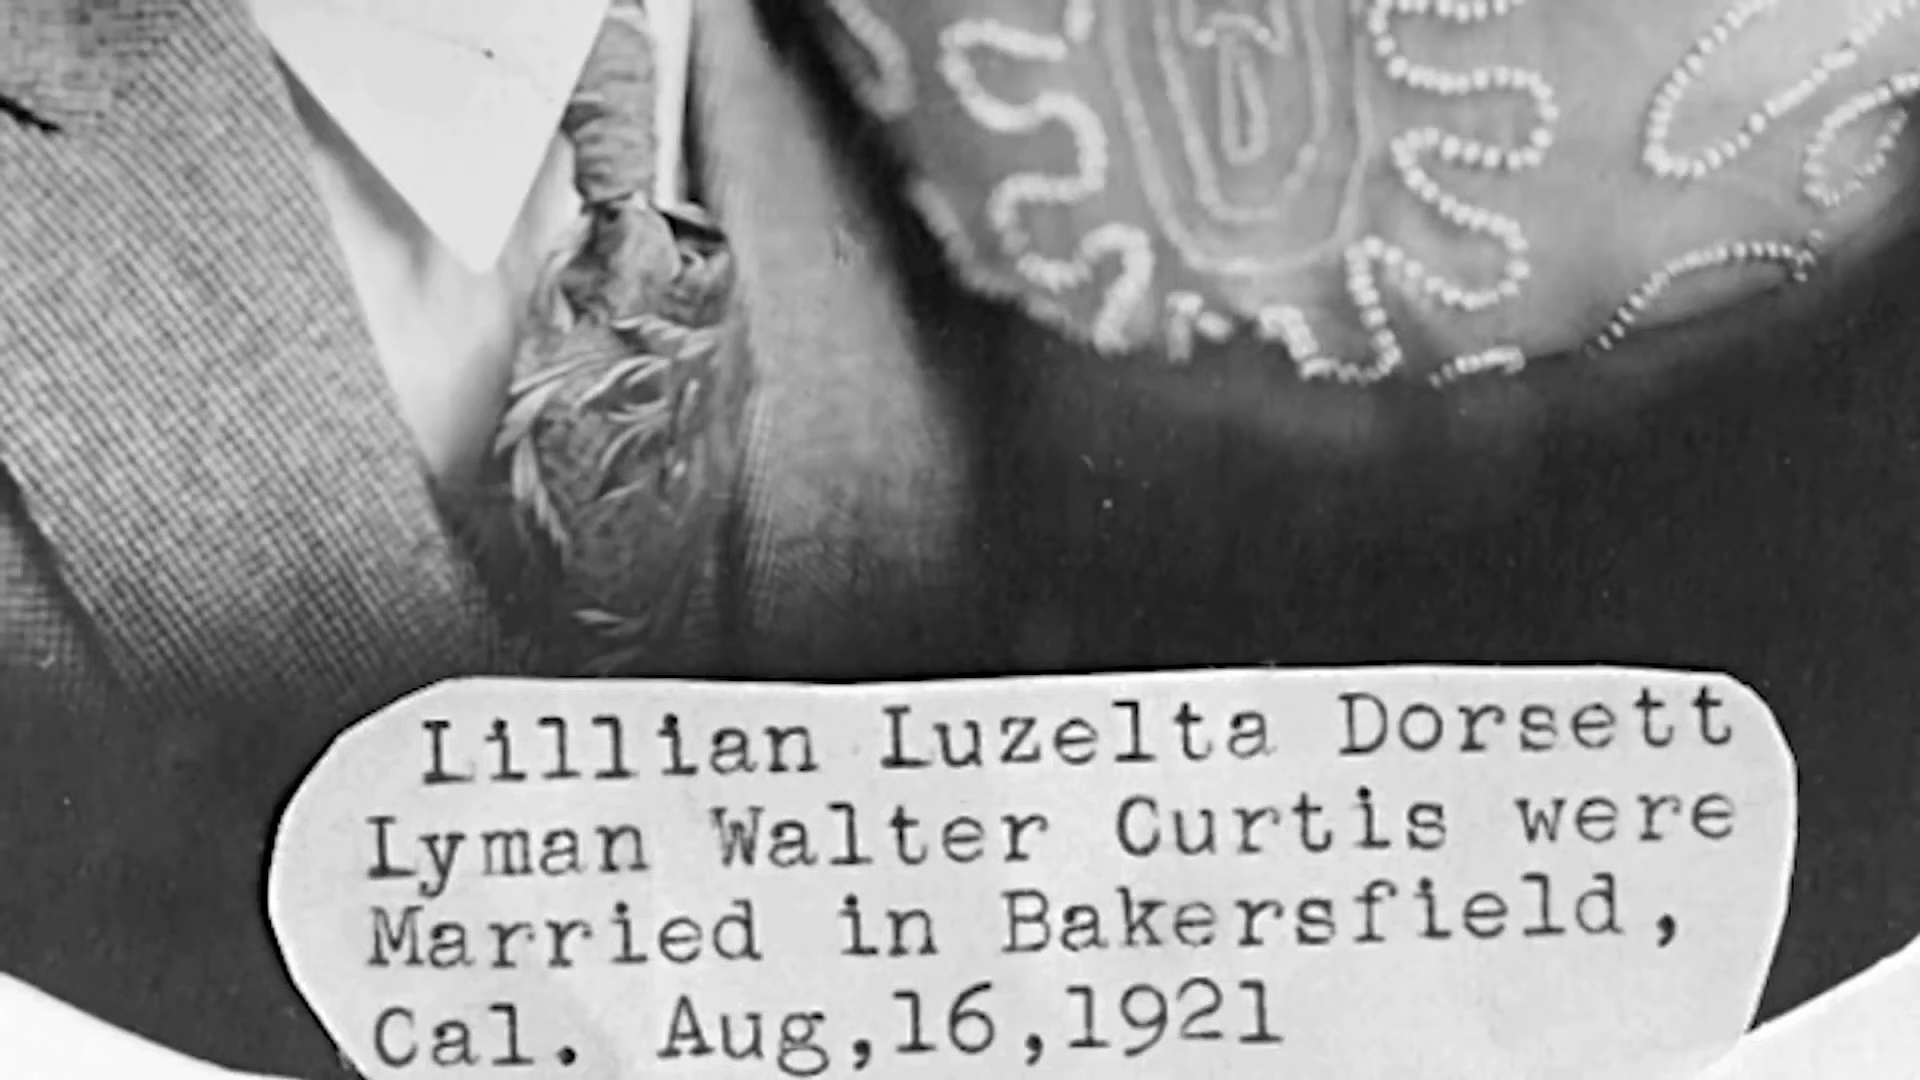 Lillian Luzelta Dorsett
Lyman Walter Curtis were
Married in Bakersfield,
Cal. Aug,16,1921